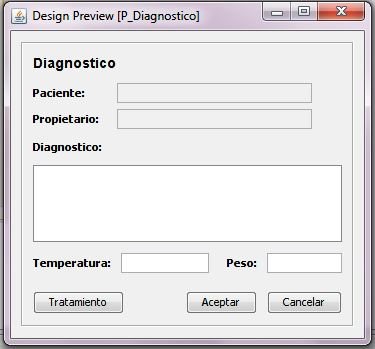 Design Preview [P_Diagnostico]
Diagnostico
Paciente:
Propietario:
Diagnostico:
Temperatura: Peso:
Tratamiento Aceptar Cancelar